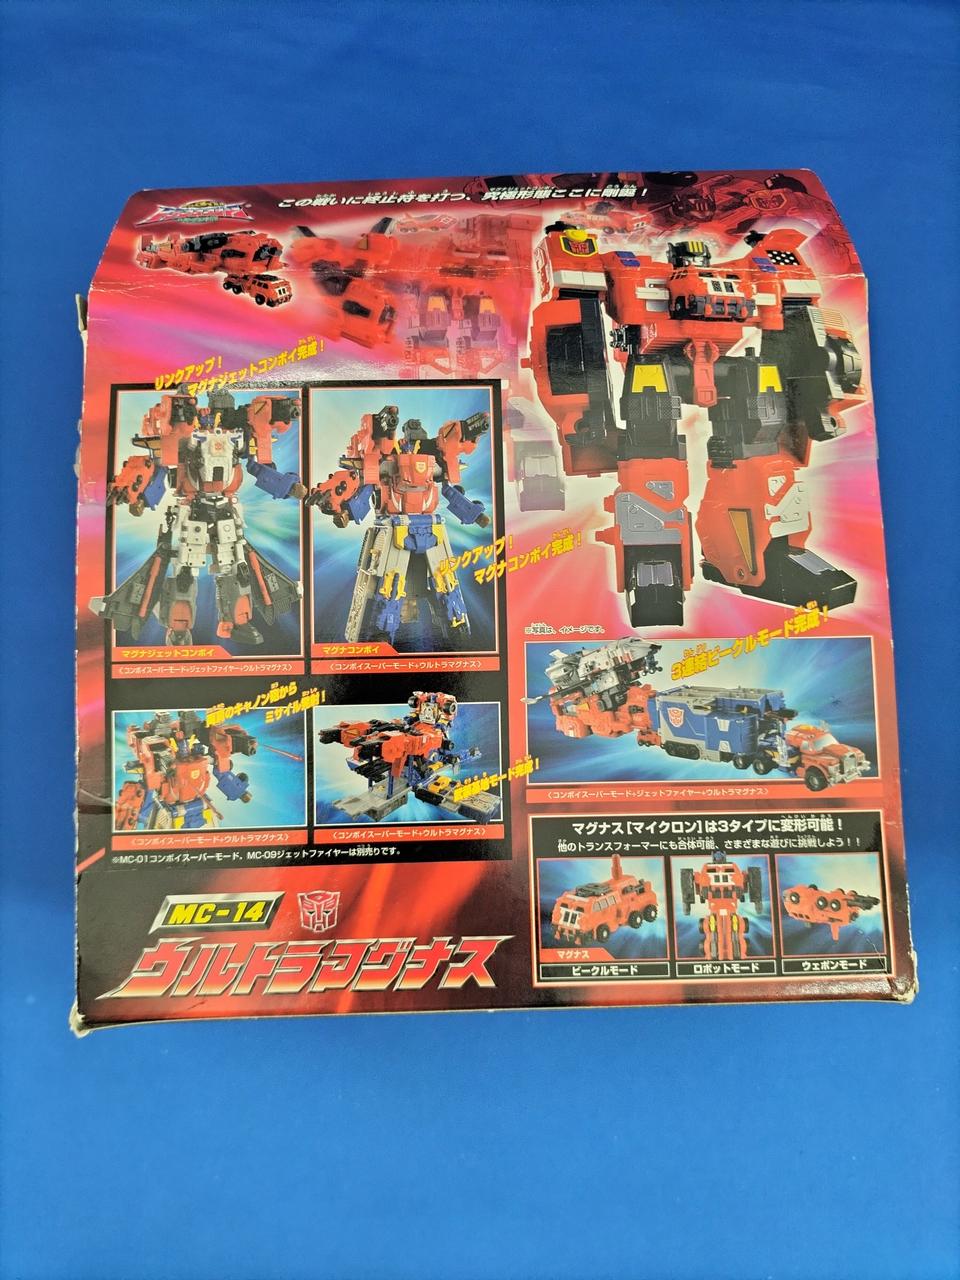 この戦いに終止符を打つ、究極形態ここに剛誕！
リンクアップ！
マグナジェットコンボイ完成！
マグナジェットコンボイ
〈コンボイスーパーモード+ジェットファイヤー+ウルトラマグナス〉
リンクアップ！
マグナコンボイ完成！
マグナコンボイ
〈コンボイスーパーモード+ウルトラマグナス〉
※写真は、イメージです。
3連結ビークルモード完成！
〈コンボイスーパーモード+ジェットファイヤー+ウルトラマグナス〉
両肩のキャノン砲から
ミサイル発射！
〈コンボイスーパーモード+ウルトラマグナス〉
基地モード完成！
〈コンボイスーパーモード+ウルトラマグナス〉
※MC-01コンボイスーパーモード、MC-09ジェットファイヤーは別売りです。
マグナス[マイクロン]は3タイプに変形可能！
他のトランスフォーマーにも合体可能、さまざまな遊びに挑戦しよう！！
マグナス
ビークルモード
ロボットモード
ウェポンモード
MC-14
ウルトラマグナス